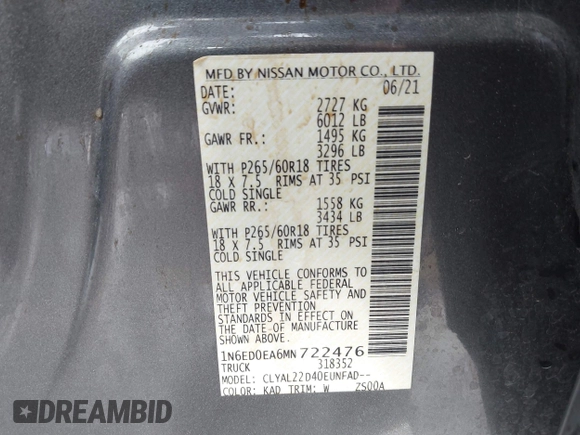 MFD BY NISSAN MOTOR CO., LTD.
DATE: 06/21
GVWR: 2727 KG
6012 LB
GAWR FR.: 1495 KG
3296 LB
WITH P265/60R18 TIRES
18 X 7.5 RIMS AT 35 PSI
COLD SINGLE
GAWR RR.: 1558 KG
3434 LB
WITH P265/60R18 TIRES
18 X 7.5 RIMS AT 35 PSI
COLD SINGLE
THIS VEHICLE CONFORMS TO
ALL APPLICABLE FEDERAL
MOTOR VEHICLE SAFETY AND
THEFT PREVENTION
STANDARDS IN EFFECT ON
THE DATE OF MANUFACTURE
SHOWN ABOVE.
1N6ED0EA6MN722476
TRUCK 318352
MODEL: CLYAL22D40EUNFAD--
COLOR: KAD TRIM: W ZS00A
DREAMBID